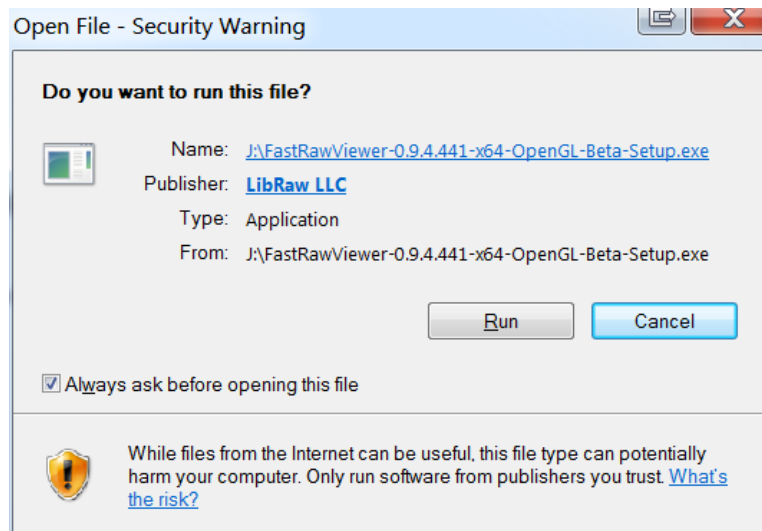 Open File - Security Warning
Do you want to run this file?
Name: J:\FastRawViewer-0.9.4.441-x64-OpenGL-Beta-Setup.exe
Publisher: LibRaw LLC
Type: Application
From: J:\FastRawViewer-0.9.4.441-x64-OpenGL-Beta-Setup.exe
Run Cancel
Always ask before opening this file
While files from the Internet can be useful, this file type can potentially
harm your computer. Only run software from publishers you trust. What's
the risk?